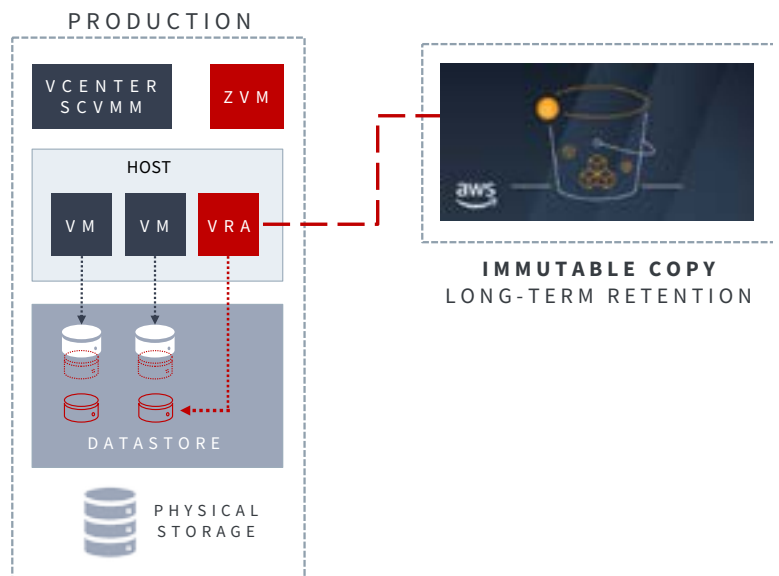 PRODUCTION
VCENTER
SCVMM
ZVM
HOST
VM
VM
VRA
DATASTORE
PHYSICAL
STORAGE
aws
IMMUTABLE COPY
LONG-TERM RETENTION